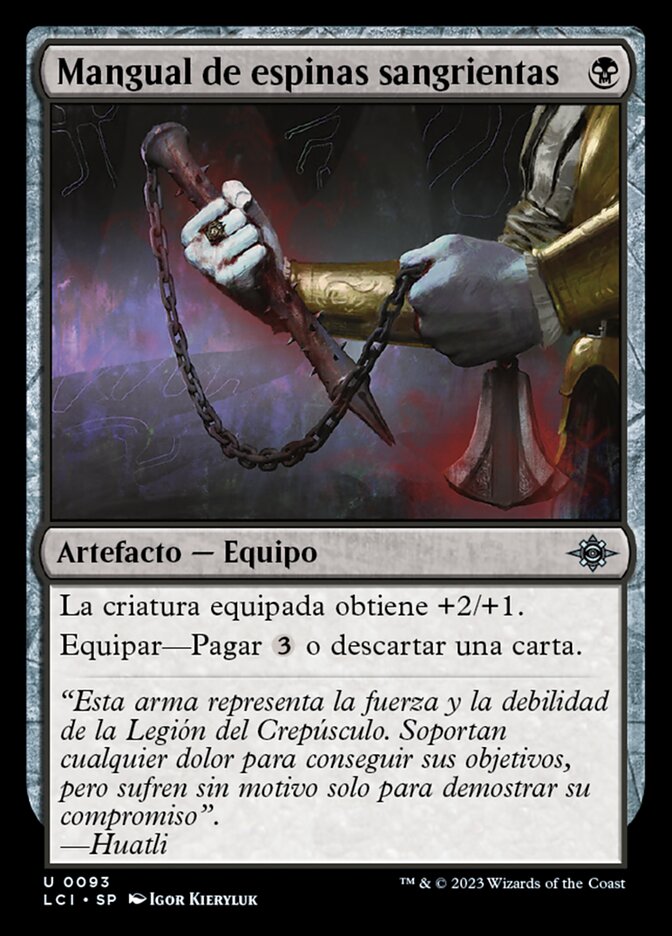 Mangual de espinas sangrientas
Artefacto — Equipo
La criatura equipada obtiene +2/+1.
Equipar—Pagar 3 o descartar una carta.
“Esta arma representa la fuerza y la debilidad
de la Legión del Crepúsculo. Soportan
cualquier dolor para conseguir sus objetivos,
pero sufren sin motivo solo para demostrar su
compromiso”.
—Huatli
U 0093
LCI • SP Igor Kieryluk
™ & © 2023 Wizards of the Coast